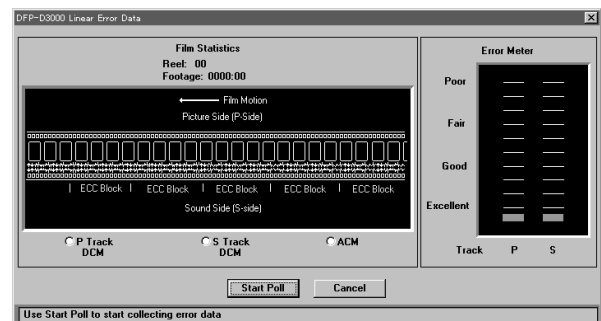 DFP-D3000 Linear Error Data
Film Statistics
Reel: 00
Footage: 0000:00
Film Motion
Picture Side (P-Side)
ECC Block ECC Block ECC Block ECC Block ECC Block
Sound Side (S-side)
P Track DCM
S Track DCM
ACM
Error Meter
Poor
Fair
Good
Excellent
Track P S
Start Poll Cancel
Use Start Poll to start collecting error data